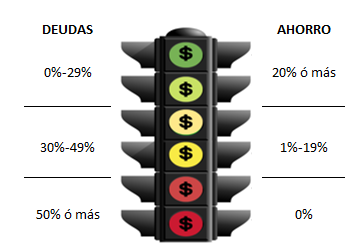 DEUDAS AHORRO
$
0%-29% 20% ó más
$
$
30%-49% 1%-19%
$
$
50% ó más 0%
$